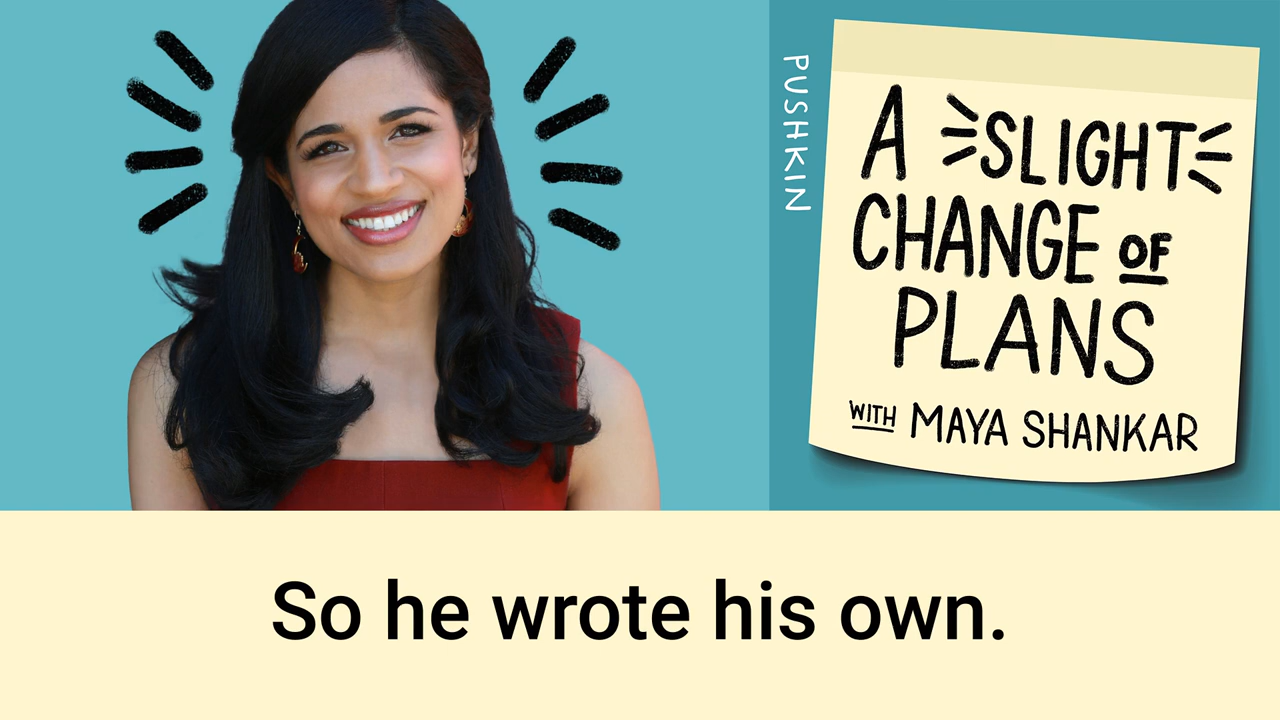 PUSHKIN
A SLIGHT
CHANGE OF
PLANS
WITH MAYA SHANKAR
So he wrote his own.